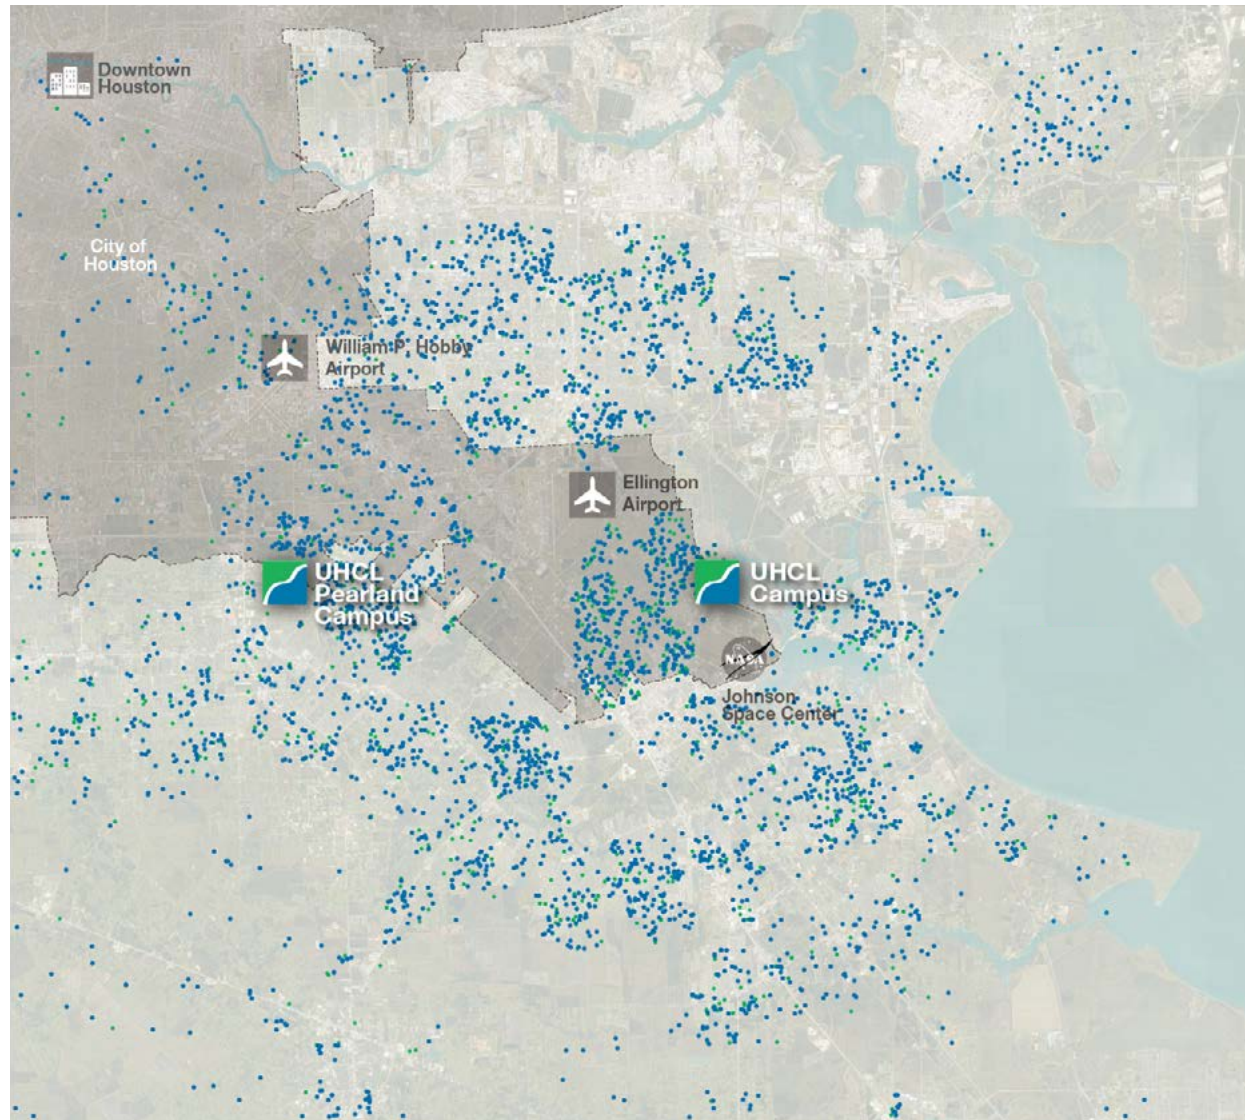 Downtown
Houston
City of
Houston
William P. Hobby
Airport
Ellington
Airport
UHCL
Pearland
Campus
UHCL
Campus
NASA
Johnson
Space Center